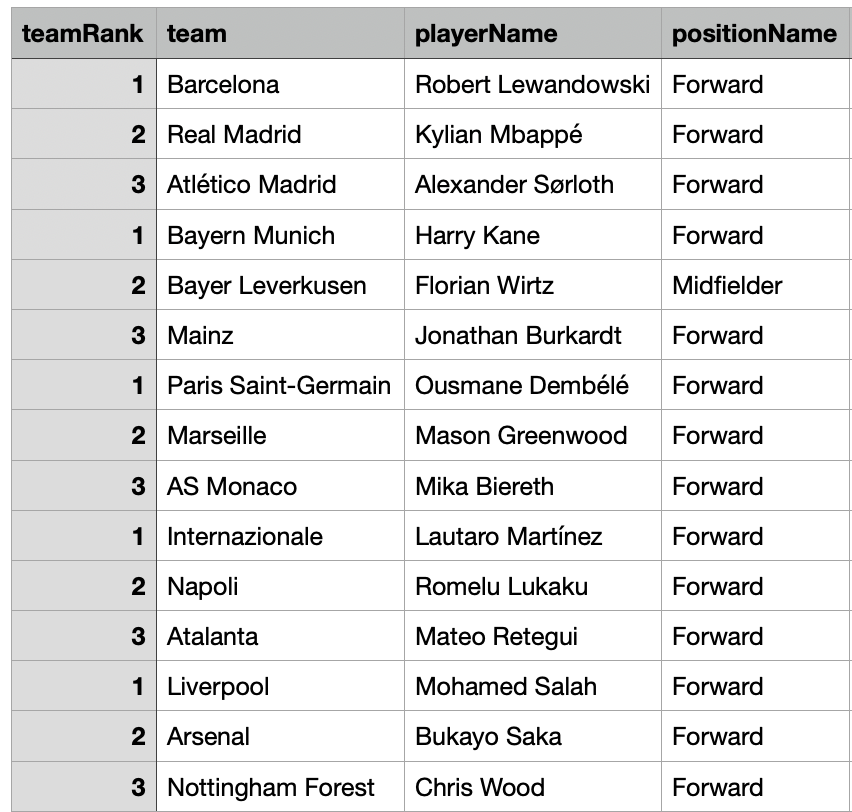 teamRank team playerName positionName
1 Barcelona Robert Lewandowski Forward
2 Real Madrid Kylian Mbappé Forward
3 Atlético Madrid Alexander Sørloth Forward
1 Bayern Munich Harry Kane Forward
2 Bayer Leverkusen Florian Wirtz Midfielder
3 Mainz Jonathan Burkardt Forward
1 Paris Saint-Germain Ousmane Dembélé Forward
2 Marseille Mason Greenwood Forward
3 AS Monaco Mika Biereth Forward
1 Internazionale Lautaro Martínez Forward
2 Napoli Romelu Lukaku Forward
3 Atalanta Mateo Retegui Forward
1 Liverpool Mohamed Salah Forward
2 Arsenal Bukayo Saka Forward
3 Nottingham Forest Chris Wood Forward